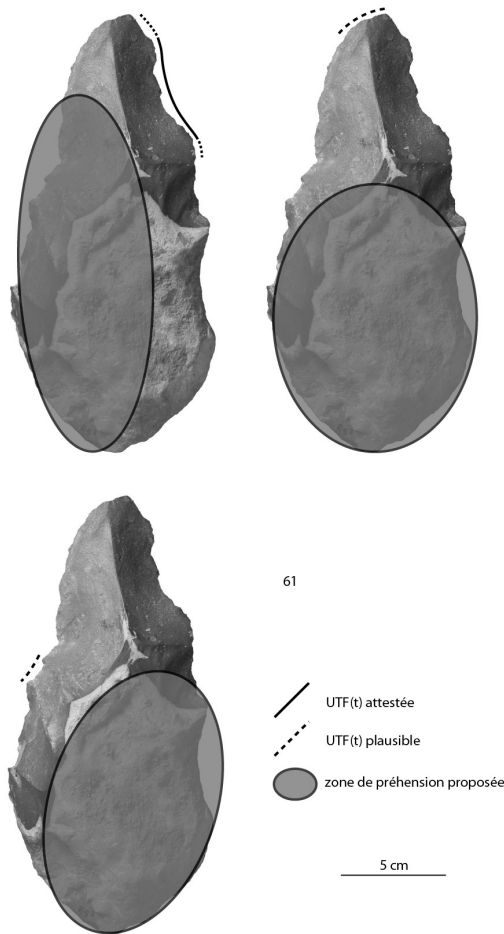 61
UTF(t) attestée
UTF(t) plausible
zone de préhension proposée
5 cm